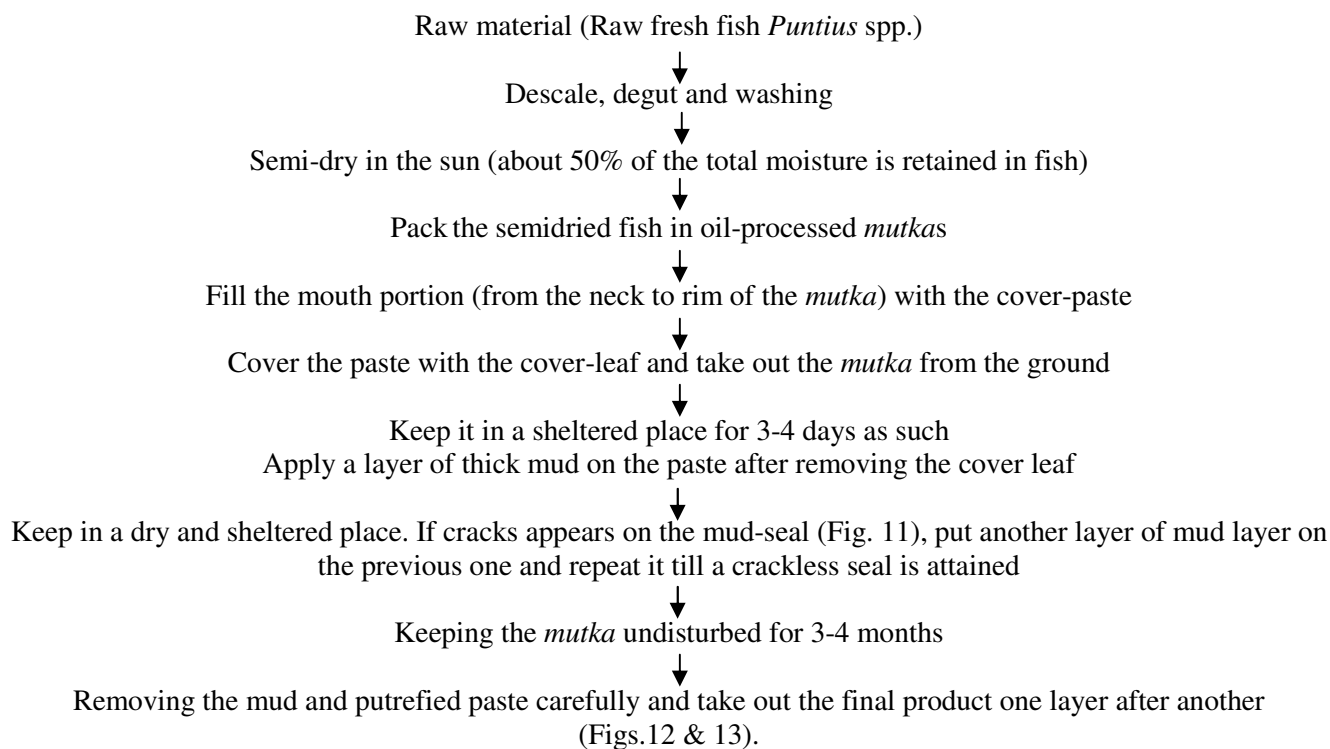 Raw material (Raw fresh fish Puntius spp.)
Descale, degut and washing
Semi-dry in the sun (about 50% of the total moisture is retained in fish)
Pack the semidried fish in oil-processed mutkas
Fill the mouth portion (from the neck to rim of the mutka) with the cover-paste
Cover the paste with the cover-leaf and take out the mutka from the ground
Keep it in a sheltered place for 3-4 days as such
Apply a layer of thick mud on the paste after removing the cover leaf
Keep in a dry and sheltered place. If cracks appears on the mud-seal (Fig. 11), put another layer of mud layer on
the previous one and repeat it till a crackless seal is attained
Keeping the mutka undisturbed for 3-4 months
Removing the mud and putrefied paste carefully and take out the final product one layer after another
(Figs.12 & 13).